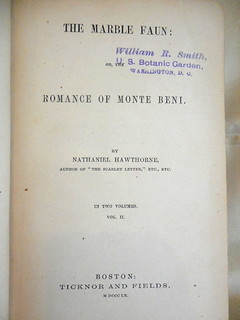 THE MARBLE FAUN:
William R. Smith,
OR, THE
U. S. Botanic Garden,
WASHINGTON, D. C.
ROMANCE OF MONTE BENI.
BY
NATHANIEL HAWTHORNE,
AUTHOR OF "THE SCARLET LETTER," ETC., ETC.
IN TWO VOLUMES.
VOL. II.
BOSTON:
TICKNOR AND FIELDS.
M DCCC LX.